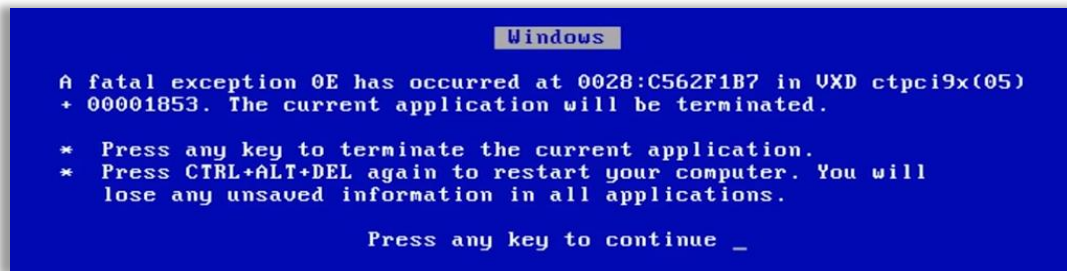 Windows
A fatal exception 0E has occurred at 0028:C562F1B7 in VXD ctpci9x(05)
+ 00001853. The current application will be terminated.
* Press any key to terminate the current application.
* Press CTRL+ALT+DEL again to restart your computer. You will
lose any unsaved information in all applications.
Press any key to continue _